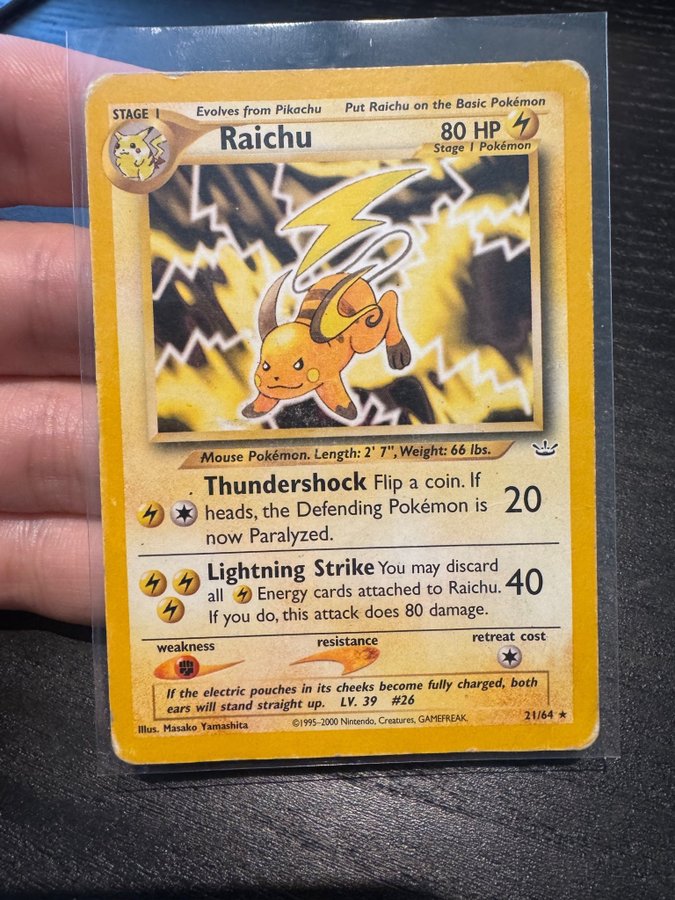 STAGE 1 Evolves from Pikachu Put Raichu on the Basic Pokémon
Raichu 80 HP
Stage 1 Pokémon
Mouse Pokémon. Length: 2' 7", Weight: 66 lbs.
Thundershock Flip a coin. If
heads, the Defending Pokémon is 20
now Paralyzed.
Lightning Strike You may discard
all Energy cards attached to Raichu. 40
If you do, this attack does 80 damage.
weakness resistance retreat cost
If the electric pouches in its cheeks become fully charged, both
ears will stand straight up. LV. 39 #26
Illus. Masako Yamashita ©1995-2000 Nintendo, Creatures, GAMEFREAK. 21/64 ★